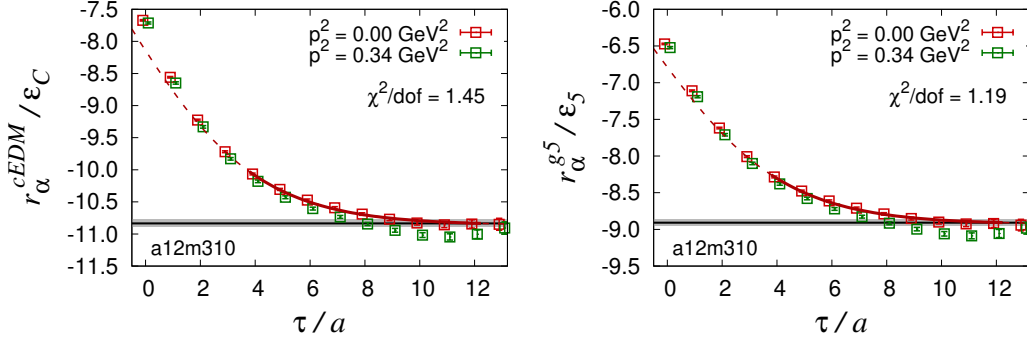 -7.5
-8.0
-8.5
-9.0
-9.5
-10.0
-10.5
-11.0
-11.5
r_α^cEDM / ε_C
p² = 0.00 GeV²
p² = 0.34 GeV²
χ²/dof = 1.45
a12m310
0 2 4 6 8 10 12
τ/a
-6.0
-6.5
-7.0
-7.5
-8.0
-8.5
-9.0
-9.5
r_α^g5 / ε_5
p² = 0.00 GeV²
p² = 0.34 GeV²
χ²/dof = 1.19
a12m310
0 2 4 6 8 10 12
τ/a